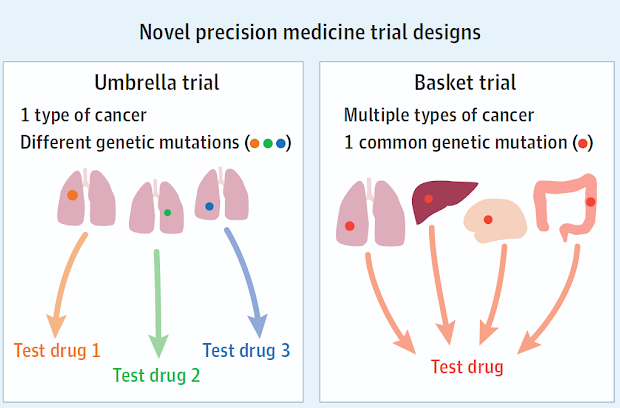 Novel precision medicine trial designs
Umbrella trial
1 type of cancer
Different genetic mutations (●●●)
Test drug 1
Test drug 2
Test drug 3
Basket trial
Multiple types of cancer
1 common genetic mutation (●)
Test drug